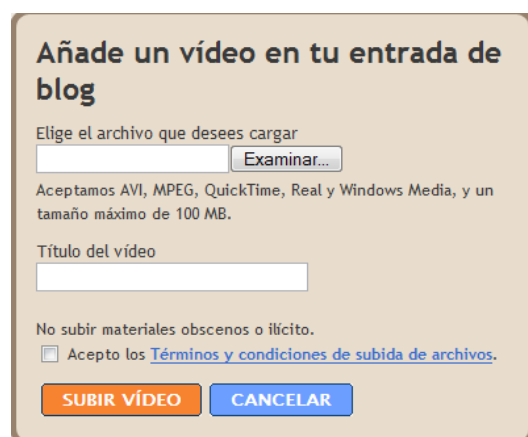 Añade un vídeo en tu entrada de
blog
Elige el archivo que desees cargar
Examinar...
Aceptamos AVI, MPEG, QuickTime, Real y Windows Media, y un
tamaño máximo de 100 MB.
Título del vídeo
No subir materiales obscenos o ilícito.
Acepto los Términos y condiciones de subida de archivos.
SUBIR VÍDEO CANCELAR